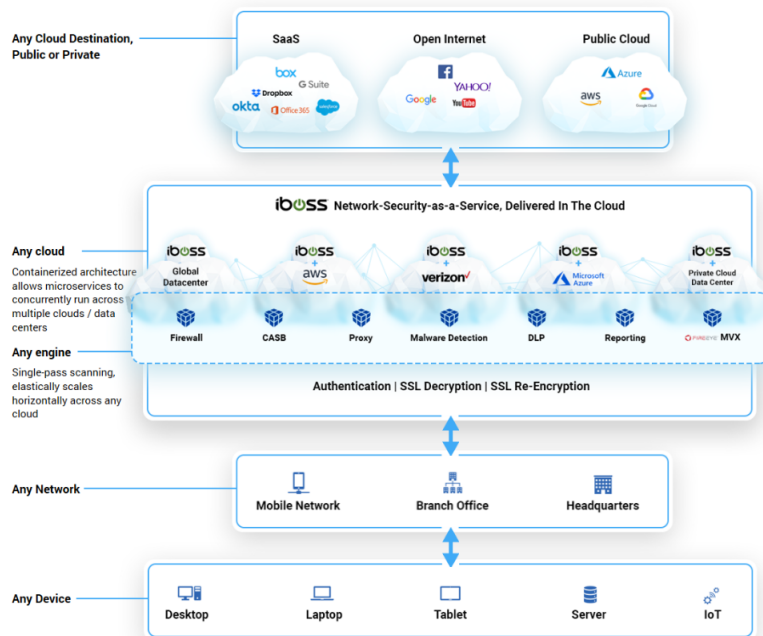 Any Cloud Destination,
Public or Private
SaaS
Open Internet
Public Cloud
box
G Suite
Dropbox
okta
Office 365
salesforce
YAHOO!
Google
YouTube
Azure
aws
Google Cloud
iboss Network-Security-as-a-Service, Delivered In The Cloud
Any cloud
Containerized architecture
allows microservices to
concurrently run across
multiple clouds / data
centers
iboss
Global
Datacenter
iboss
+
aws
iboss
+
verizon
iboss
+
Microsoft
Azure
iboss
+
Private Cloud
Data Center
Any engine
Single-pass scanning,
elastically scales
horizontally across any
cloud
Firewall
CASB
Proxy
Malware Detection
DLP
Reporting
FIREEYE MVX
Authentication | SSL Decryption | SSL Re-Encryption
Any Network
Mobile Network
Branch Office
Headquarters
Any Device
Desktop
Laptop
Tablet
Server
IoT